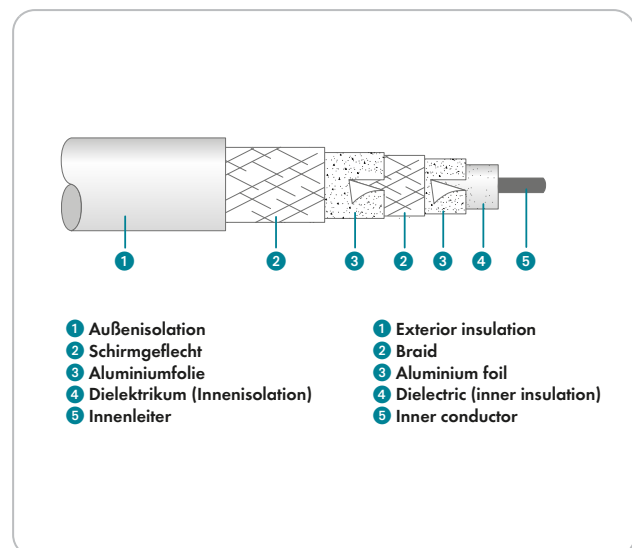 1 2 3 2 3 4 5
1 Außenisolation
2 Schirmgeflecht
3 Aluminiumfolie
4 Dielektrikum (Innenisolation)
5 Innenleiter
1 Exterior insulation
2 Braid
3 Aluminium foil
4 Dielectric (inner insulation)
5 Inner conductor